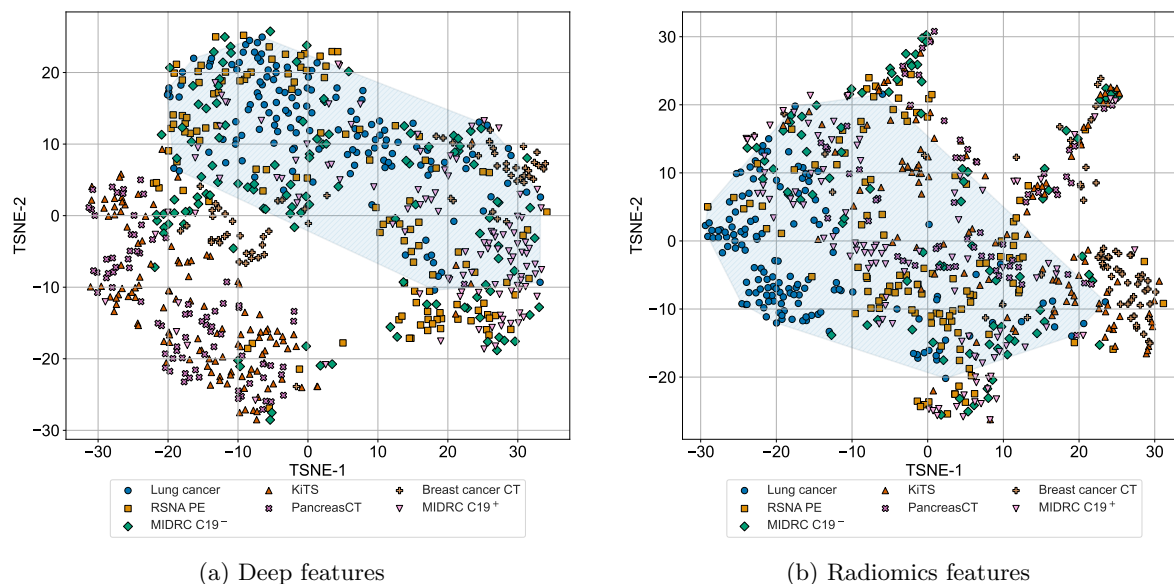 20
10
0
−10
−20
−30
TSNE-2
−30 −20 −10 0 10 20 30
TSNE-1
Lung cancer KiTS Breast cancer CT
RSNA PE PancreasCT MIDRC C19⁺
MIDRC C19⁻
(a) Deep features
30
20
10
0
−10
−20
TSNE-2
−30 −20 −10 0 10 20 30
TSNE-1
Lung cancer KiTS Breast cancer CT
RSNA PE PancreasCT MIDRC C19⁺
MIDRC C19⁻
(b) Radiomics features